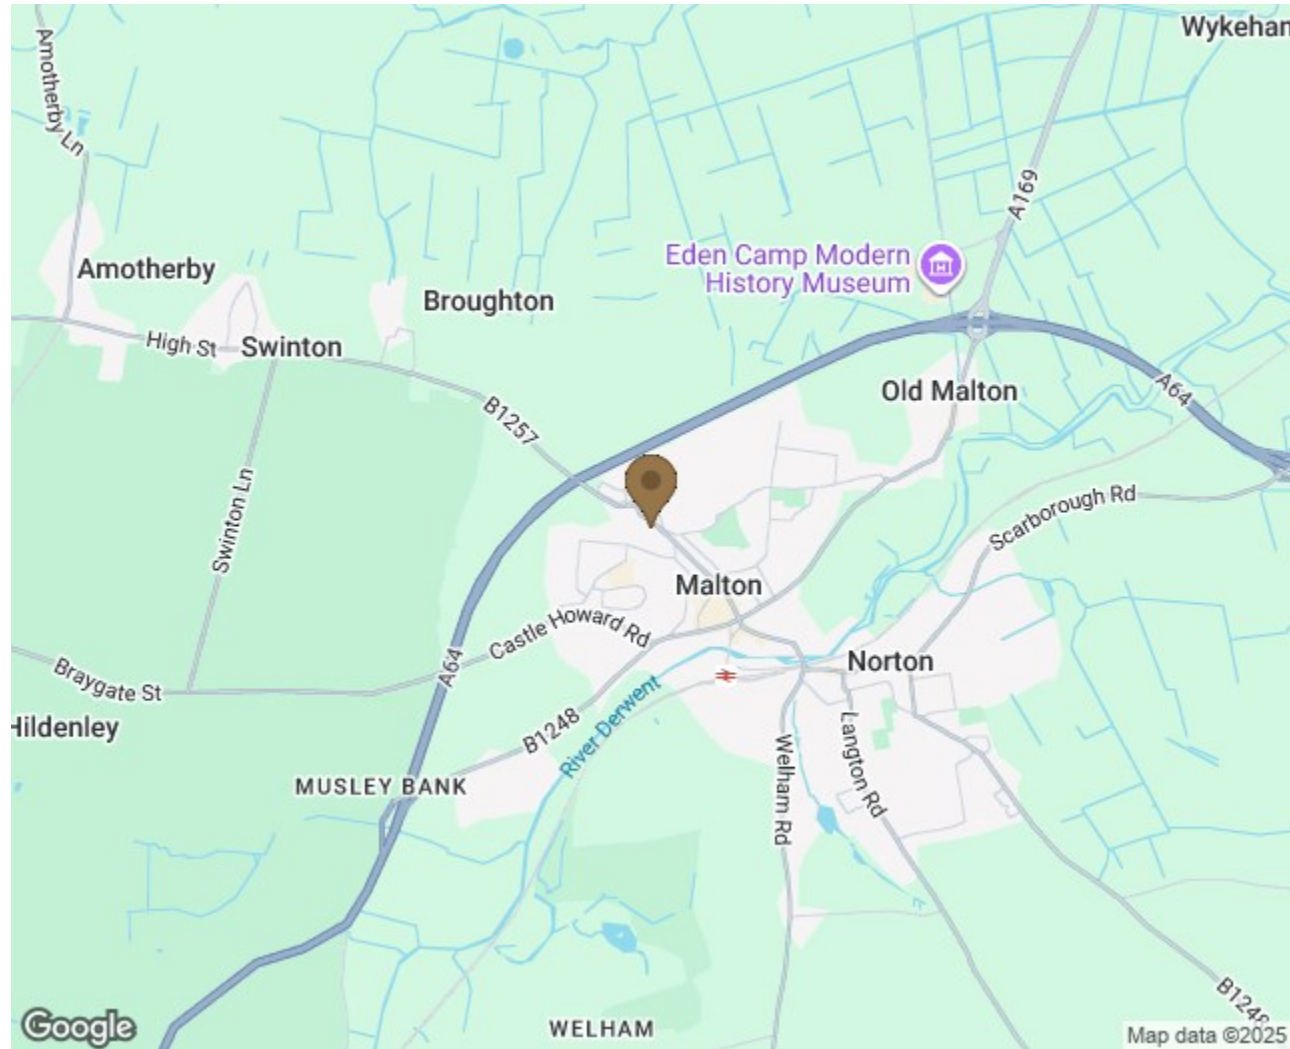 Wykeham
Amotherby Ln
A169
Eden Camp Modern
History Museum
Amotherby
Broughton
High St
Swinton
Old Malton
A64
B1257
Swinton Ln
Scarborough Rd
Malton
Castle Howard Rd
A64
Norton
Braygate St
Hildenley
River Derwent
B1248
Langton Rd
Welham Rd
MUSLEY BANK
B1248
WELHAM
Google
Map data ©2025